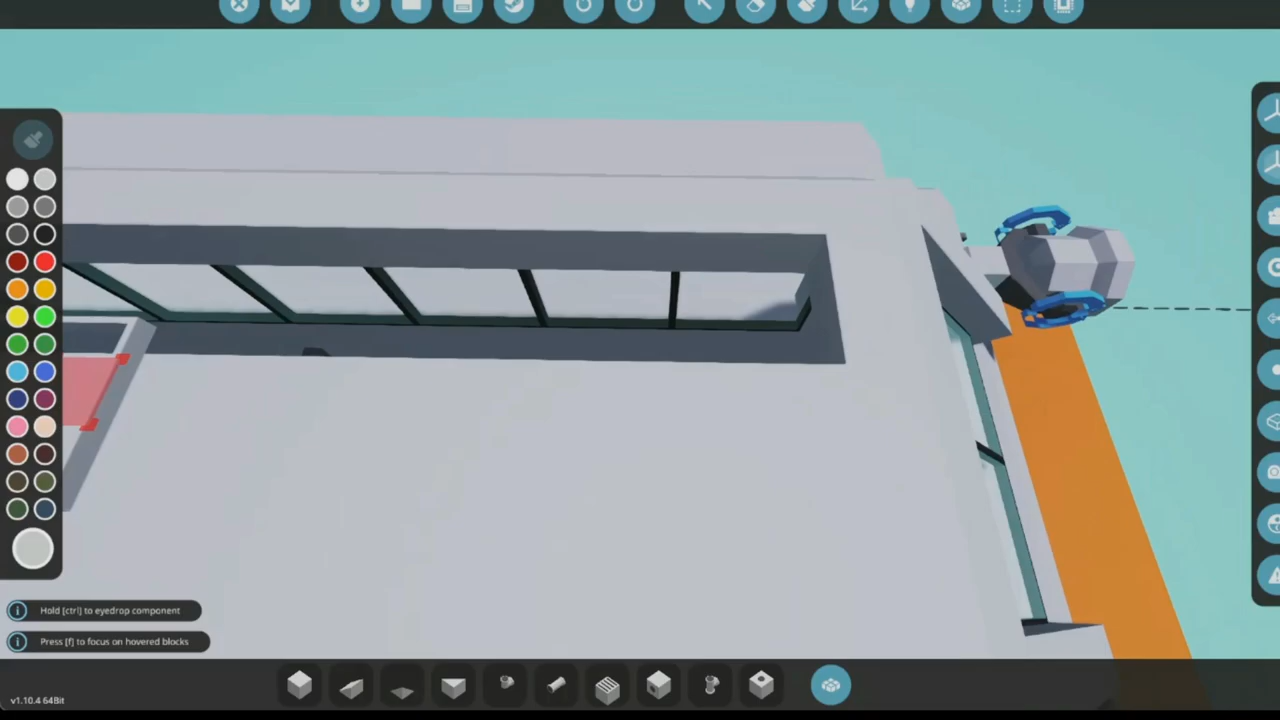 Hold [ctrl] to eyedrop component
Press [f] to focus on hovered blocks
v1.10.4 64Bit